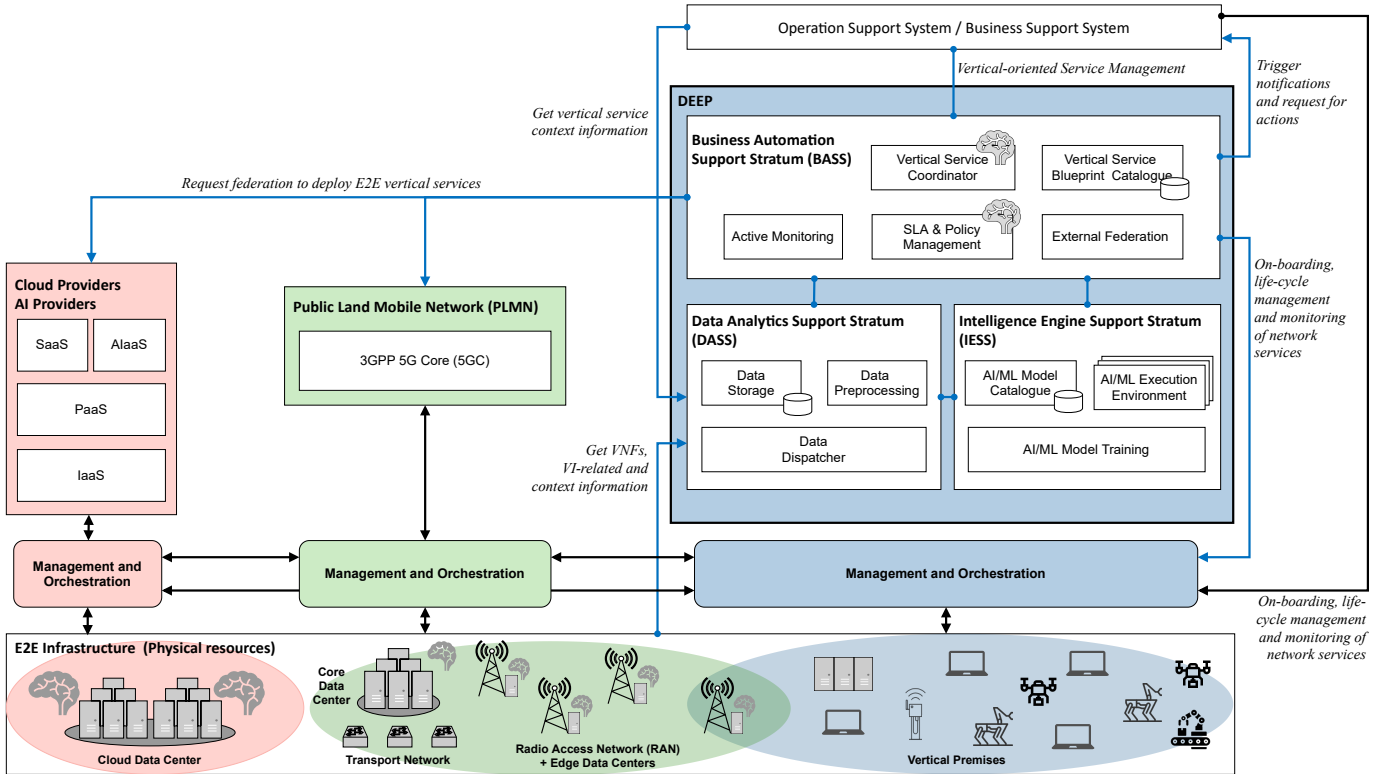 Operation Support System / Business Support System
Vertical-oriented Service Management
Trigger
notifications
and request for
actions
Get vertical service
context information
DEEP
Business Automation
Support Stratum (BASS)
Vertical Service
Coordinator
Vertical Service
Blueprint Catalogue
Active Monitoring
SLA & Policy
Management
External Federation
Request federation to deploy E2E vertical services
On-boarding,
life-cycle
management
and monitoring
of network
services
Cloud Providers
AI Providers
SaaS
AIaaS
PaaS
IaaS
Public Land Mobile Network (PLMN)
3GPP 5G Core (5GC)
Data Analytics Support Stratum
(DASS)
Data
Storage
Data
Preprocessing
Data
Dispatcher
Intelligence Engine Support Stratum
(IESS)
AI/ML Model
Catalogue
AI/ML Execution
Environment
AI/ML Model Training
Get VNFs,
VI-related and
context information
Management and
Orchestration
Management and Orchestration
Management and Orchestration
On-boarding, life-
cycle management
and monitoring of
network services
E2E Infrastructure (Physical resources)
Cloud Data Center
Core
Data
Center
Transport Network
Radio Access Network (RAN)
+ Edge Data Centers
Vertical Premises